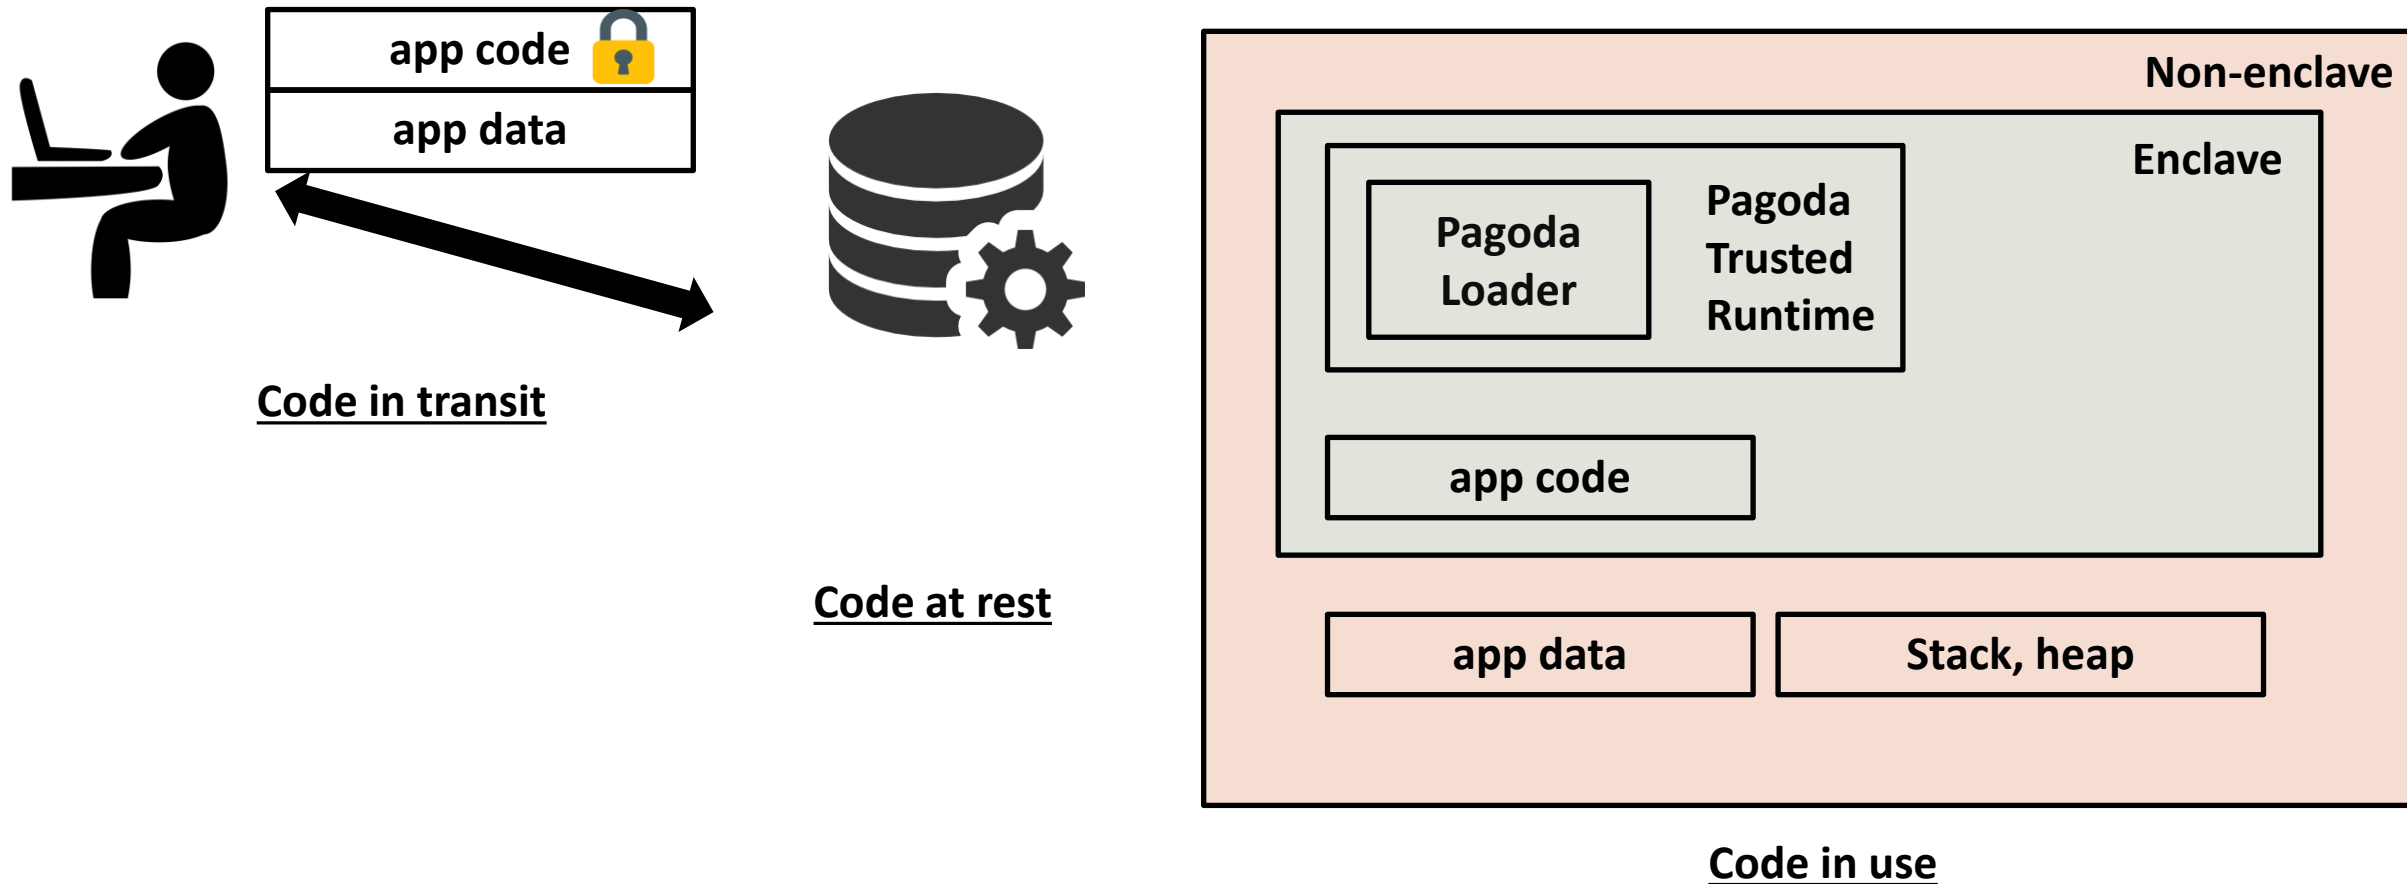 app code
app data
Code in transit
Code at rest
Non-enclave
Enclave
Pagoda
Loader
Pagoda
Trusted
Runtime
app code
app data
Stack, heap
Code in use